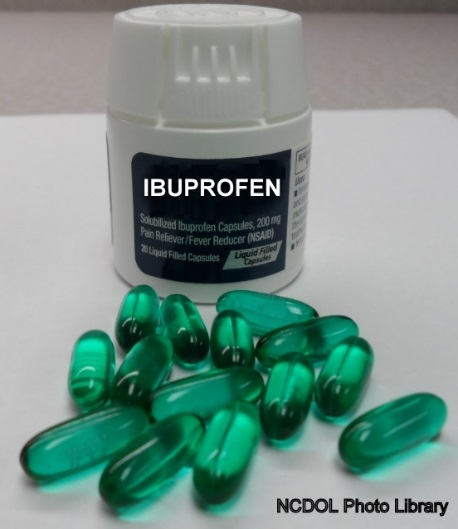 IBUPROFEN
Solubilized Ibuprofen Capsules, 200 mg
Pain Reliever/Fever Reducer (NSAID)
20 Liquid Filled Capsules
Liquid Filled
Capsules
NCDOL Photo Library